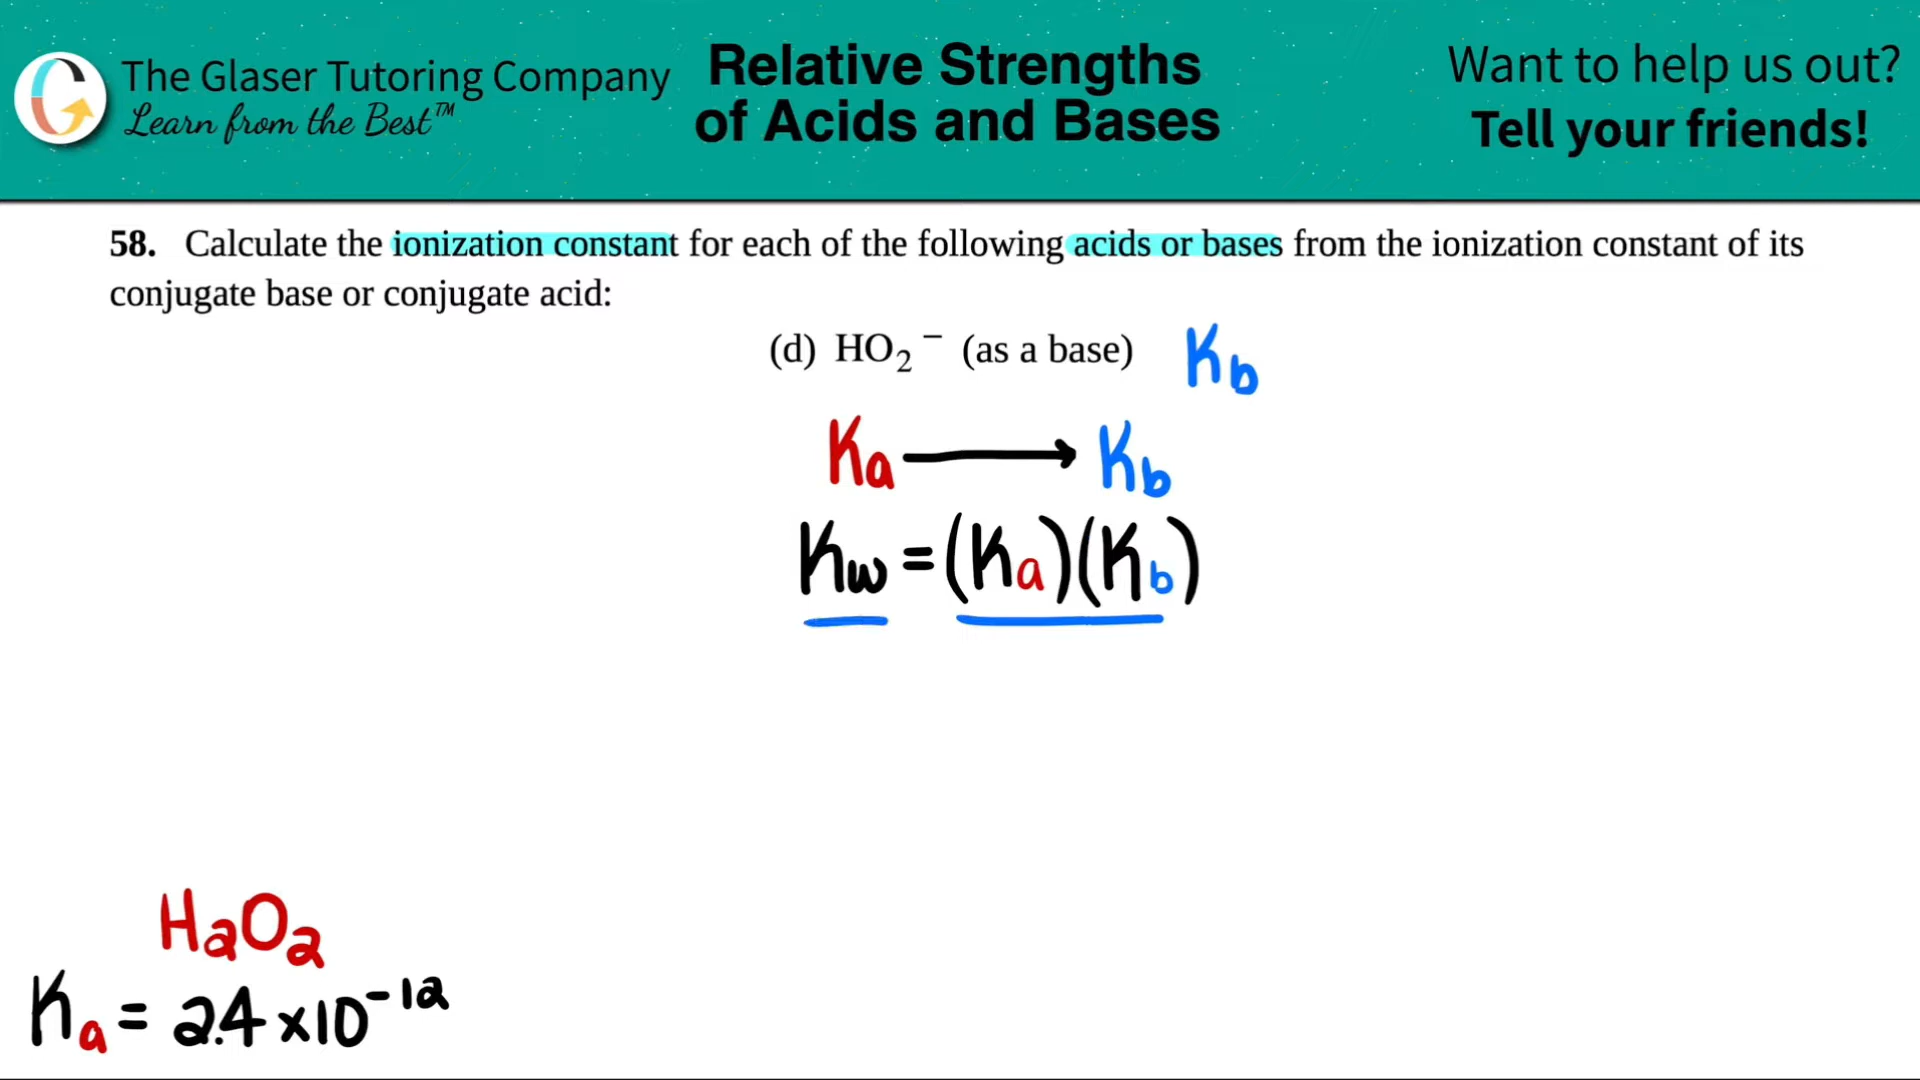 The Glaser Tutoring Company
Learn from the Best™
Relative Strengths
of Acids and Bases
Want to help us out?
Tell your friends!
58. Calculate the ionization constant for each of the following acids or bases from the ionization constant of its
conjugate base or conjugate acid:
(d) HO₂⁻ (as a base) Kb
Ka → Kb
Kw = (Ka)(Kb)
H₂O₂
Ka = 2.4 ×10⁻¹²